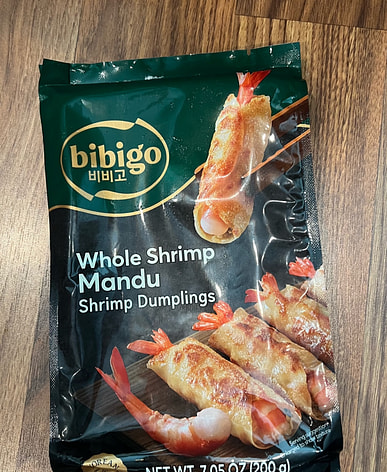 bibigo
비비고
Whole Shrimp
Mandu
Shrimp Dumplings
NET WT. 7.05 OZ (200 g)